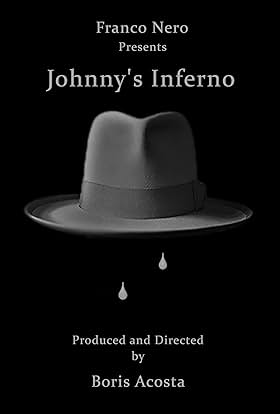 Franco Nero
Presents
Johnny's Inferno
Produced and Directed
by
Boris Acosta